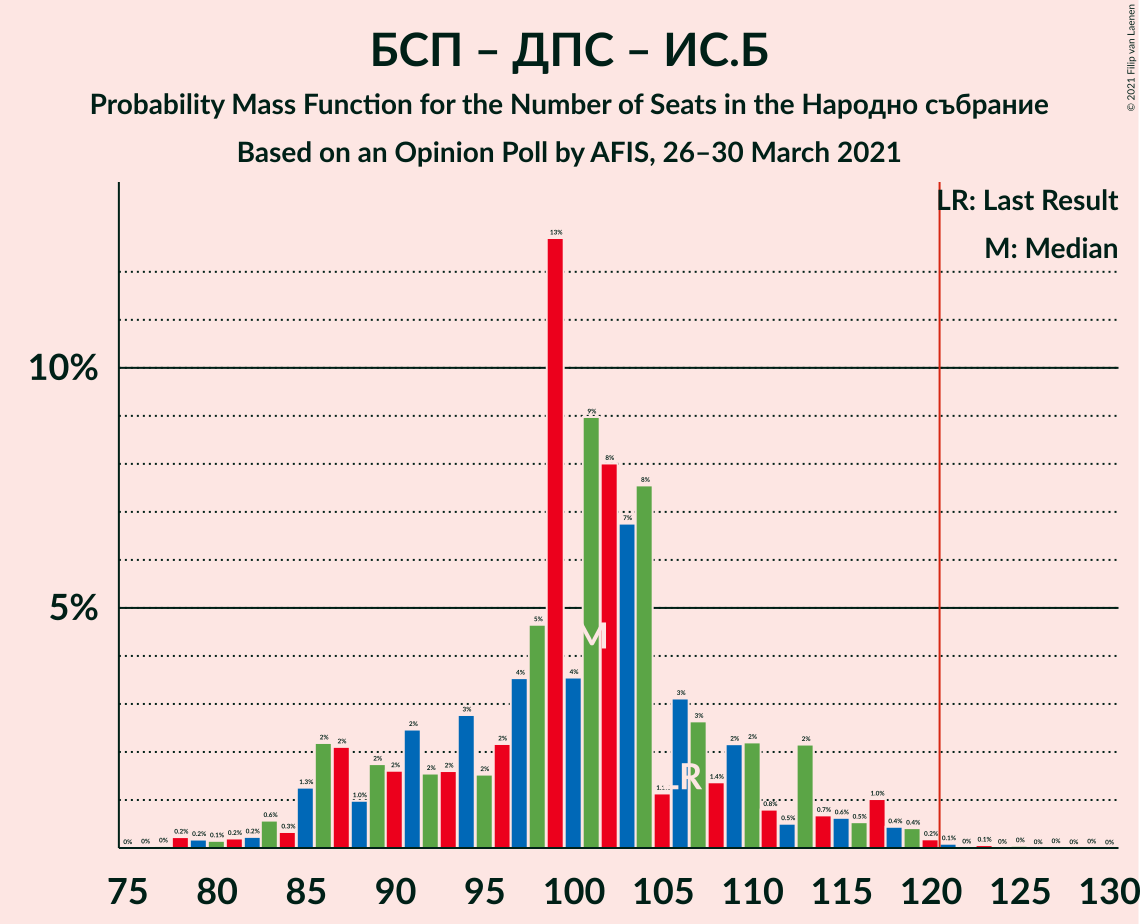 БСП – ДПС – ИС.Б
Probability Mass Function for the Number of Seats in the Народно събрание
Based on an Opinion Poll by AFIS, 26–30 March 2021
© 2021 Filip van Laenen
LR: Last Result
M: Median
10%
5%
0% 0% 0% 0.2% 0.2% 0.1% 0.2% 0.2% 0.6% 0.3% 1.3% 2% 2% 1.0% 2% 2% 2% 2% 2% 3% 2% 2% 4% 5% 13% 4% 9% 8% 7% 8% 3% 3% 1.4% 2% 2% 0.8% 0.5% 2% 0.7% 0.6% 0.5% 1.0% 0.4% 0.4% 0.2% 0.1% 0% 0.1% 0% 0% 0% 0% 0% 0% 0%
M
LR
75 80 85 90 95 100 105 110 115 120 125 130